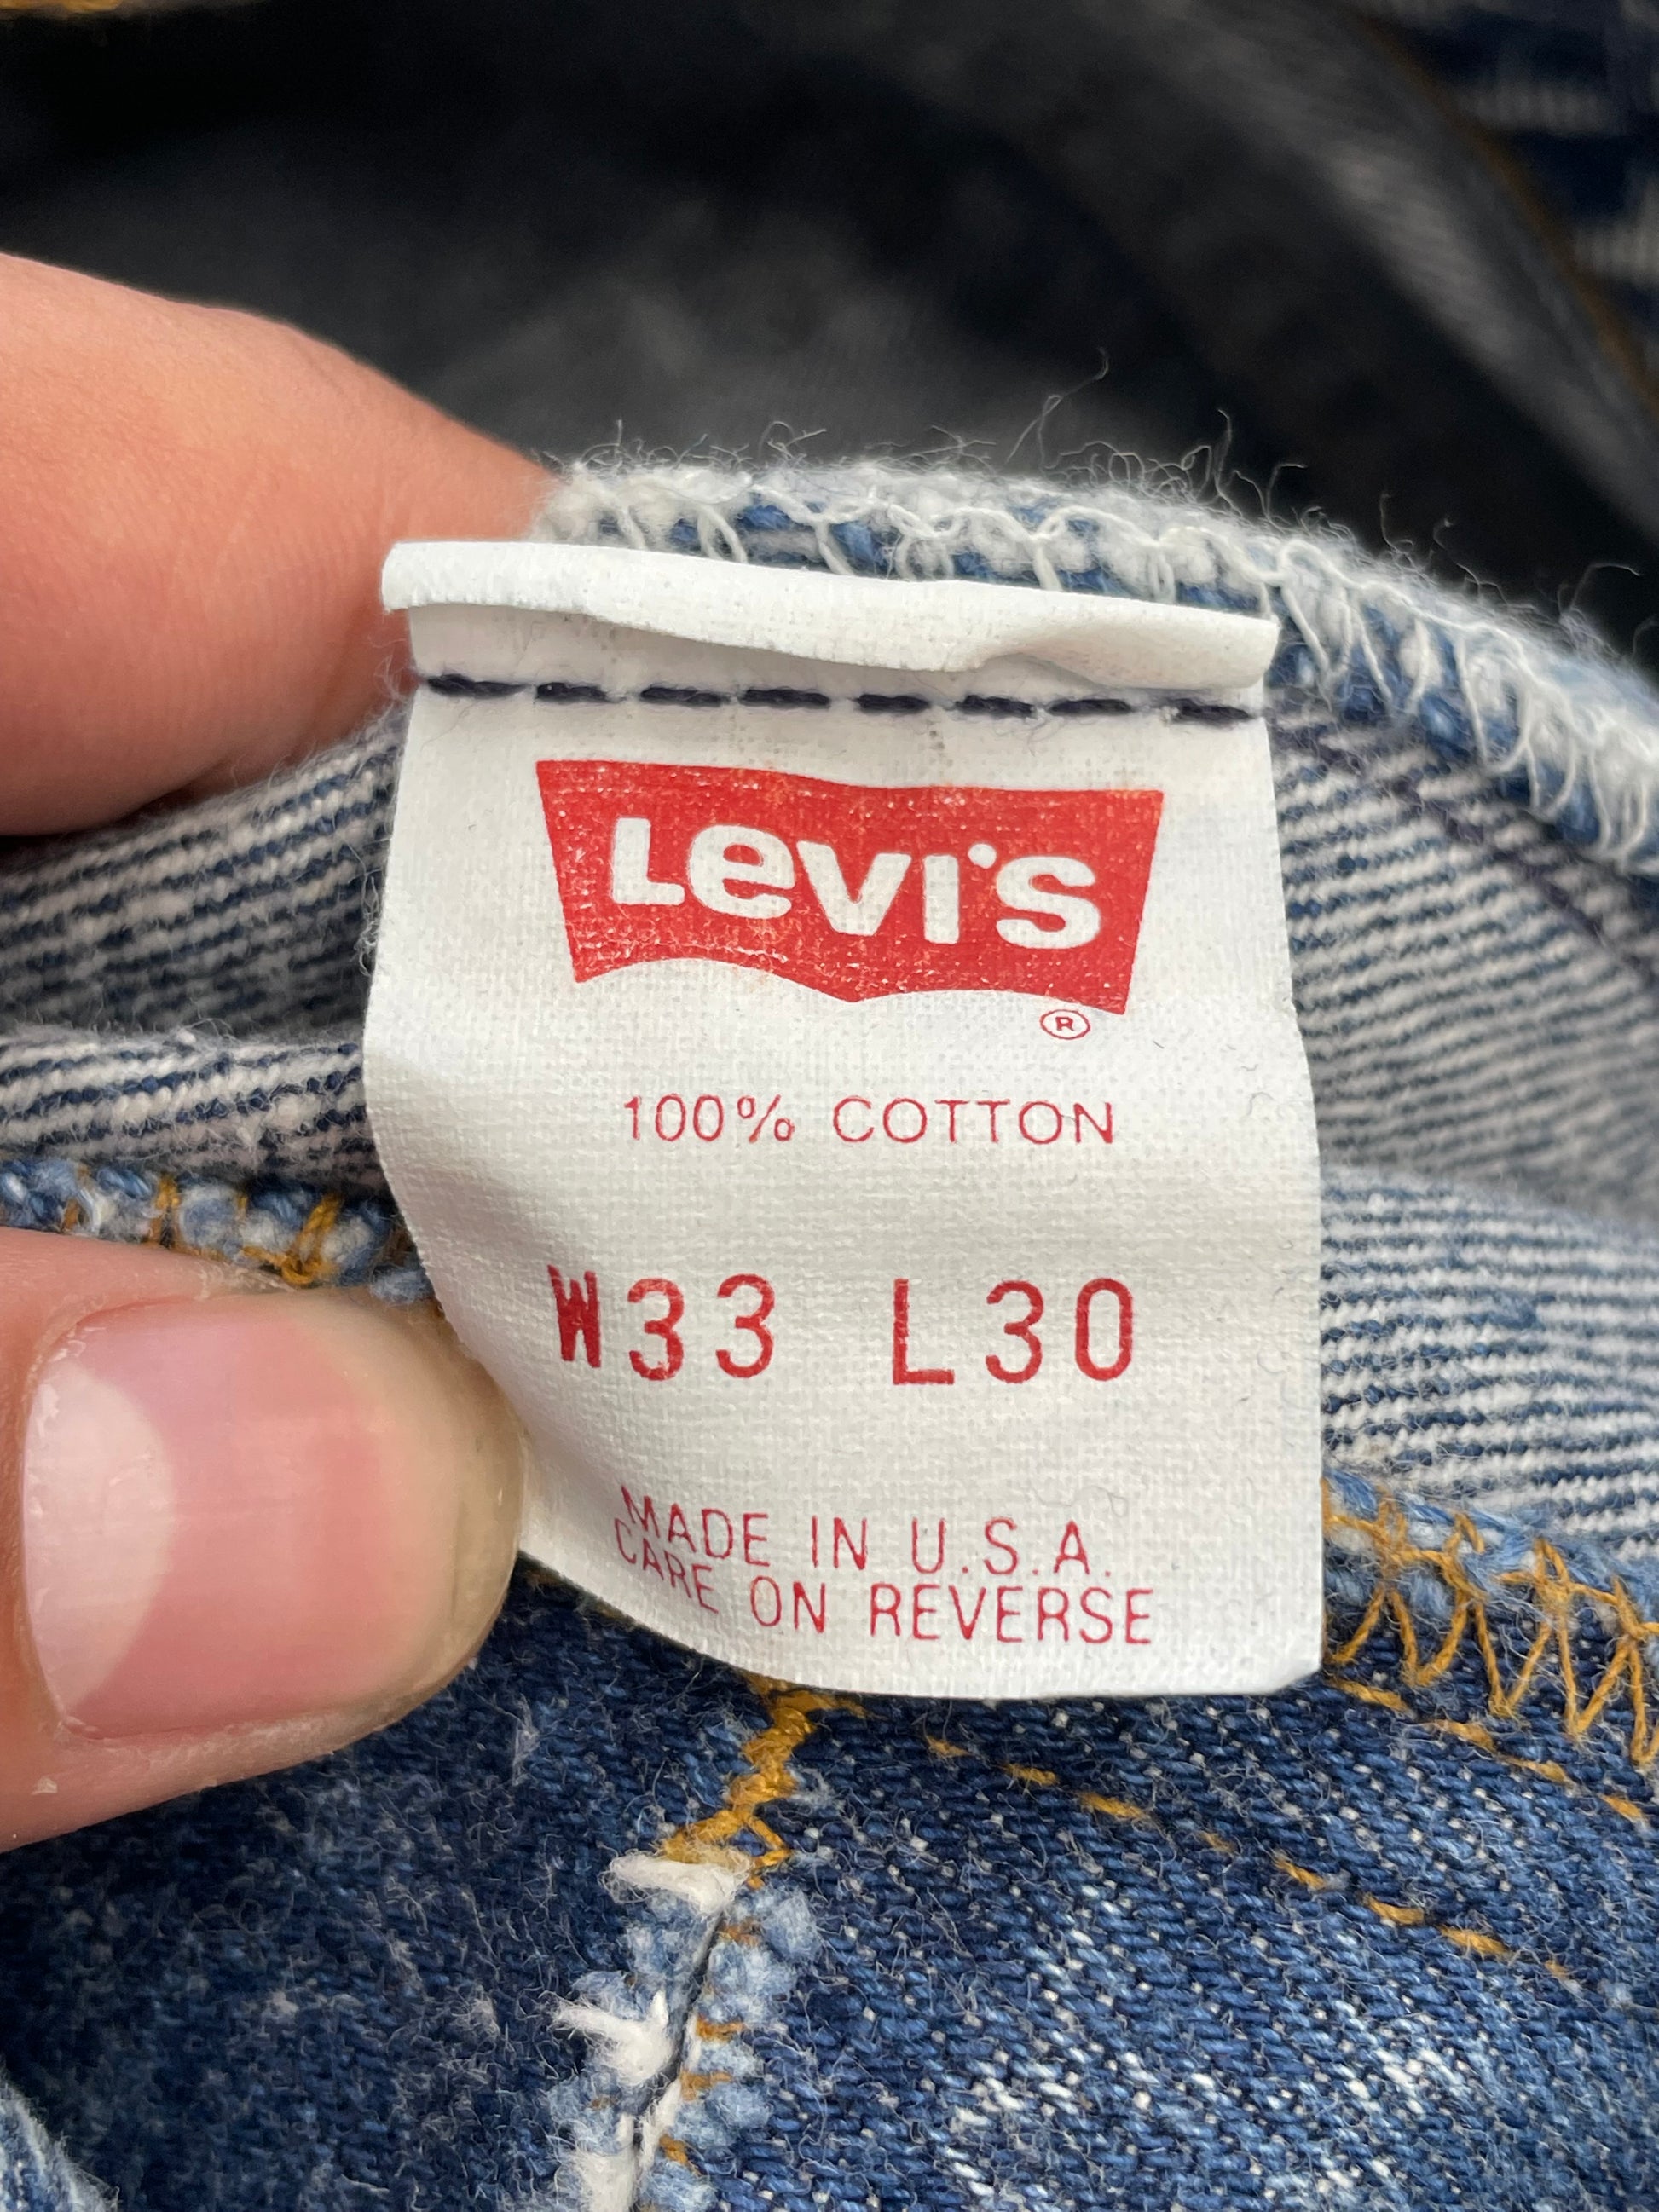 Levi's
®
100% COTTON
W33 L30
MADE IN U.S.A.
CARE ON REVERSE